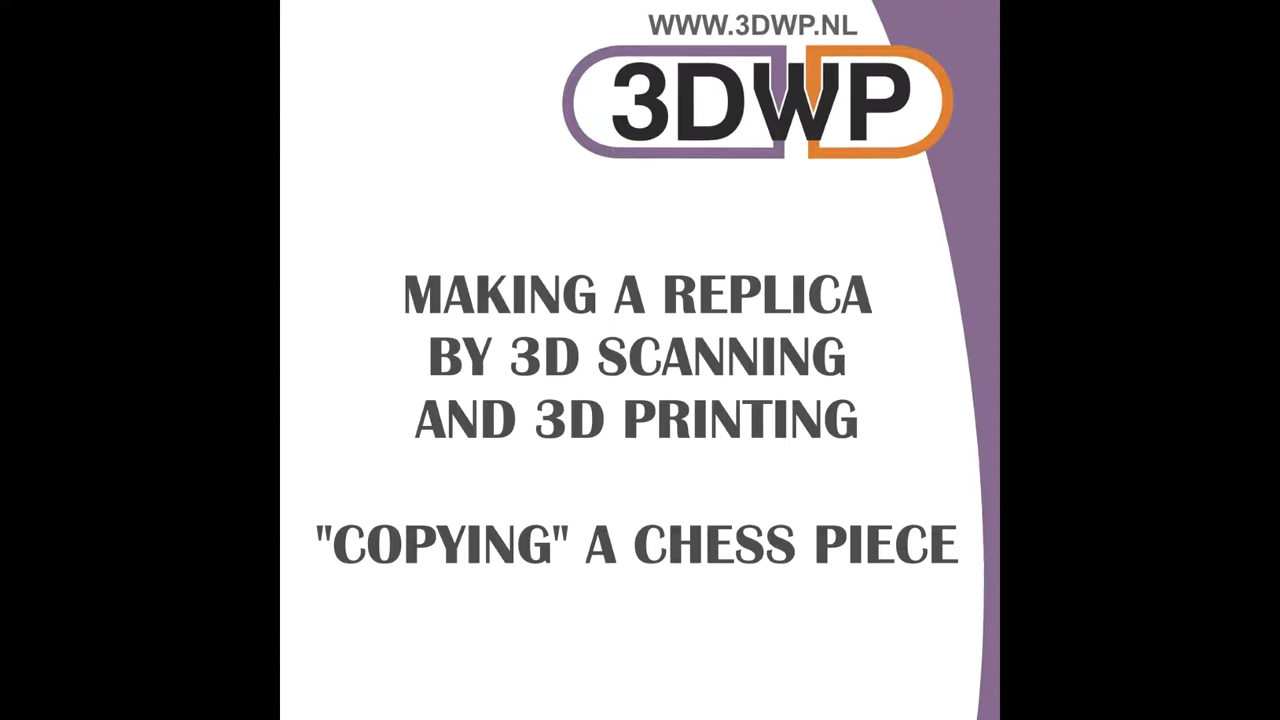 WWW.3DWP.NL
3DWP
MAKING A REPLICA
BY 3D SCANNING
AND 3D PRINTING
"COPYING" A CHESS PIECE